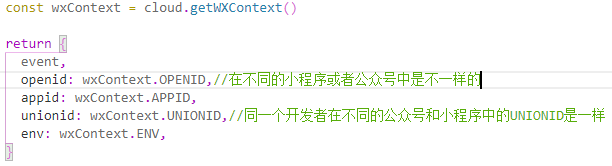 const wxContext = cloud.getWXContext()
return {
event,
openid: wxContext.OPENID,//在不同的小程序或者公众号中是不一样的
appid: wxContext.APPID,
unionid: wxContext.UNIONID,//同一个开发者在不同的公众号和小程序中的UNIONID是一样
env: wxContext.ENV,
}